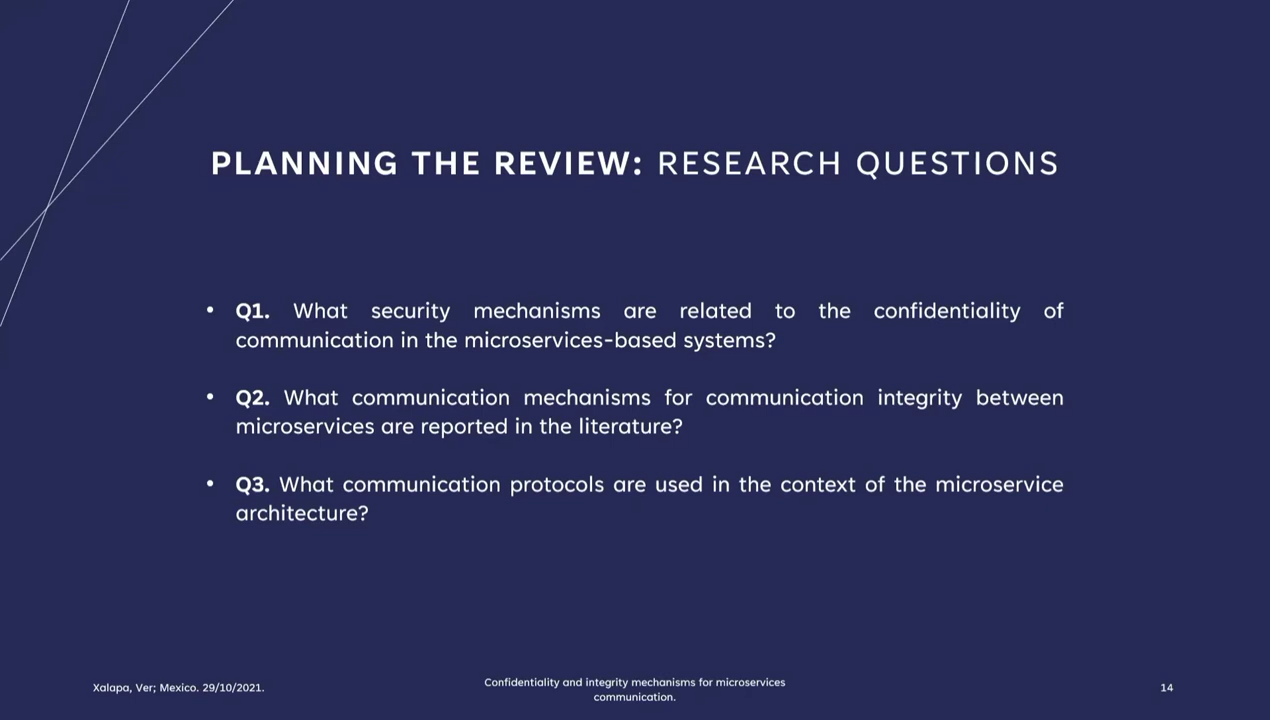 PLANNING THE REVIEW: RESEARCH QUESTIONS
• Q1. What security mechanisms are related to the confidentiality of
communication in the microservices-based systems?
• Q2. What communication mechanisms for communication integrity between
microservices are reported in the literature?
• Q3. What communication protocols are used in the context of the microservice
architecture?
Xalapa, Ver; Mexico. 29/10/2021.
Confidentiality and integrity mechanisms for microservices
communication.
14